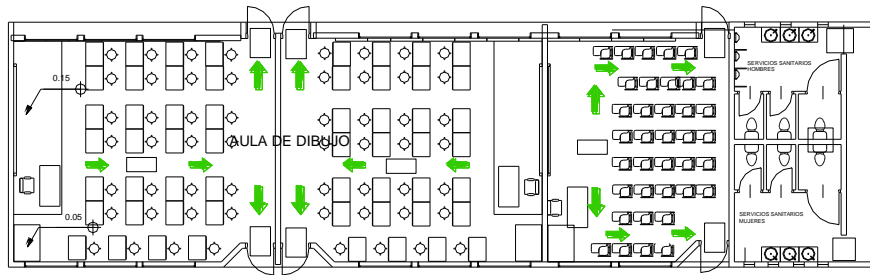 0.15
AULA DE DIBUJO
0.05
SERVICIOS SANITARIOS
HOMBRES
SERVICIOS SANITARIOS
MUJERES